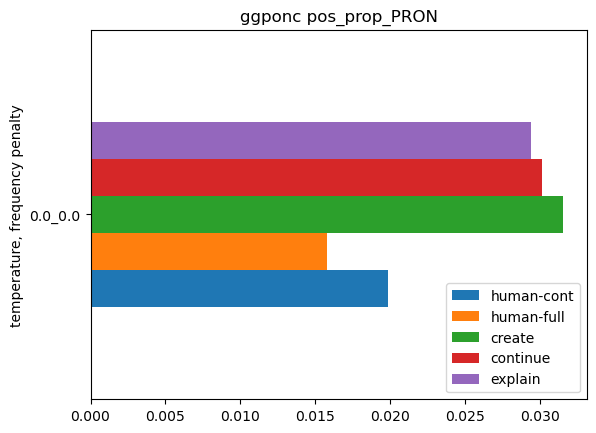 ggponc pos_prop_PRON
temperature, frequency penalty
0.0_0.0
human-cont
human-full
create
continue
explain
0.000 0.005 0.010 0.015 0.020 0.025 0.030